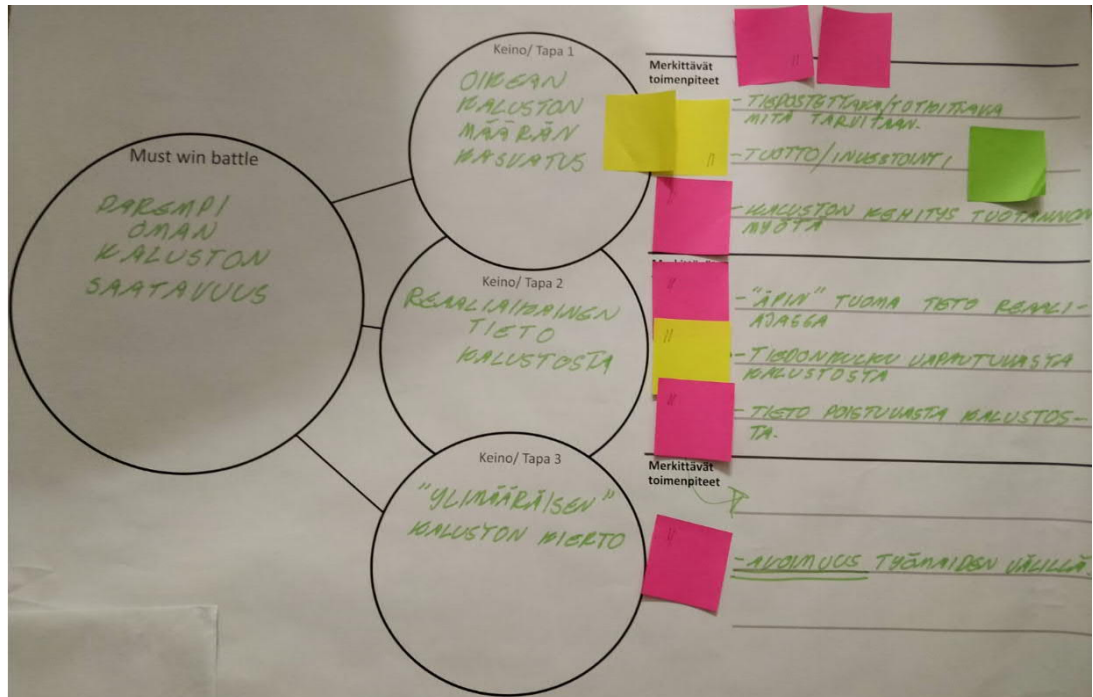 Must win battle
PAREMPI
OMAN
KALUSTON
SAATAVUUS
Keino/ Tapa 1
OIKEAN
KALUSTON
MÄÄRÄN
KASVATUS
Merkittävät
toimenpiteet
- TIEDOSTETTAVA/TUTKITTAVA
MITÄ TARVITAAN.
- TUOTTO/INVESTOINTI
- KALUSTON KEHITYS TUOTANNON
MYÖTÄ
Keino/ Tapa 2
REAALIAIKAINEN
TIETO
KALUSTOSTA
- "ÄPIN" TUOMA TIETO REAALI-
AJASSA
- TIEDONKULKU VAPAUTUVASTA
KALUSTOSTA
- TIETO POISTUVASTA KALUSTOS-
TA.
Keino/ Tapa 3
"YLIMÄÄRÄISEN"
KALUSTON KIERTO
Merkittävät
toimenpiteet
- AVOIMUUS TYÖMAIDEN VÄLILLÄ.